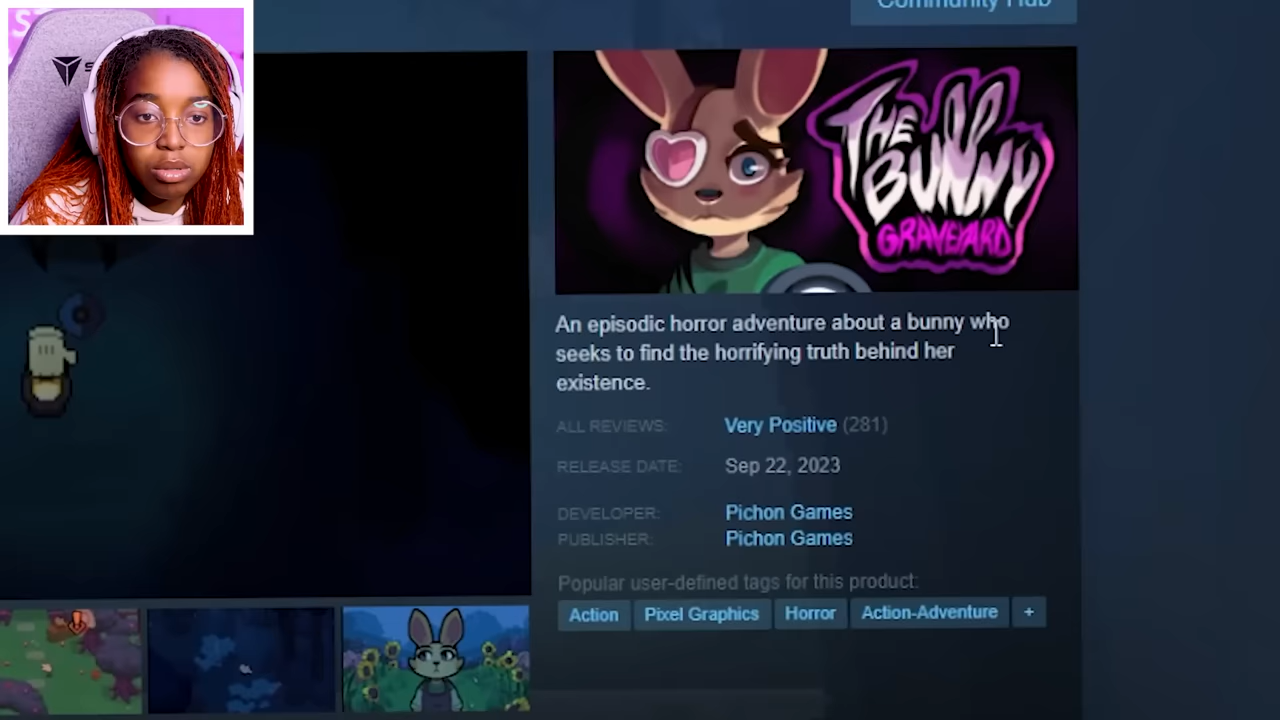 Community Hub
THE
BUNNY
GRAVEYARD
An episodic horror adventure about a bunny who
seeks to find the horrifying truth behind her
existence.
ALL REVIEWS: Very Positive (281)
RELEASE DATE: Sep 22, 2023
DEVELOPER: Pichon Games
PUBLISHER: Pichon Games
Popular user-defined tags for this product:
Action Pixel Graphics Horror Action-Adventure +